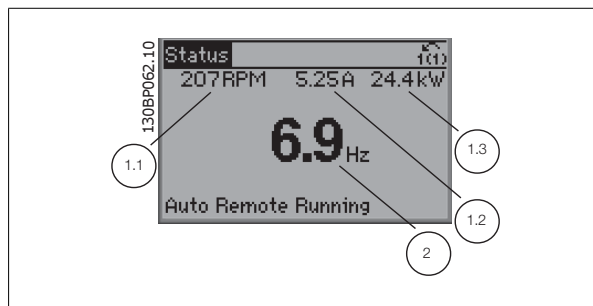 130BP062.10
Status
1(1)
207RPM 5.25A 24.4kW
6.9Hz
Auto Remote Running
1.1
1.3
1.2
2